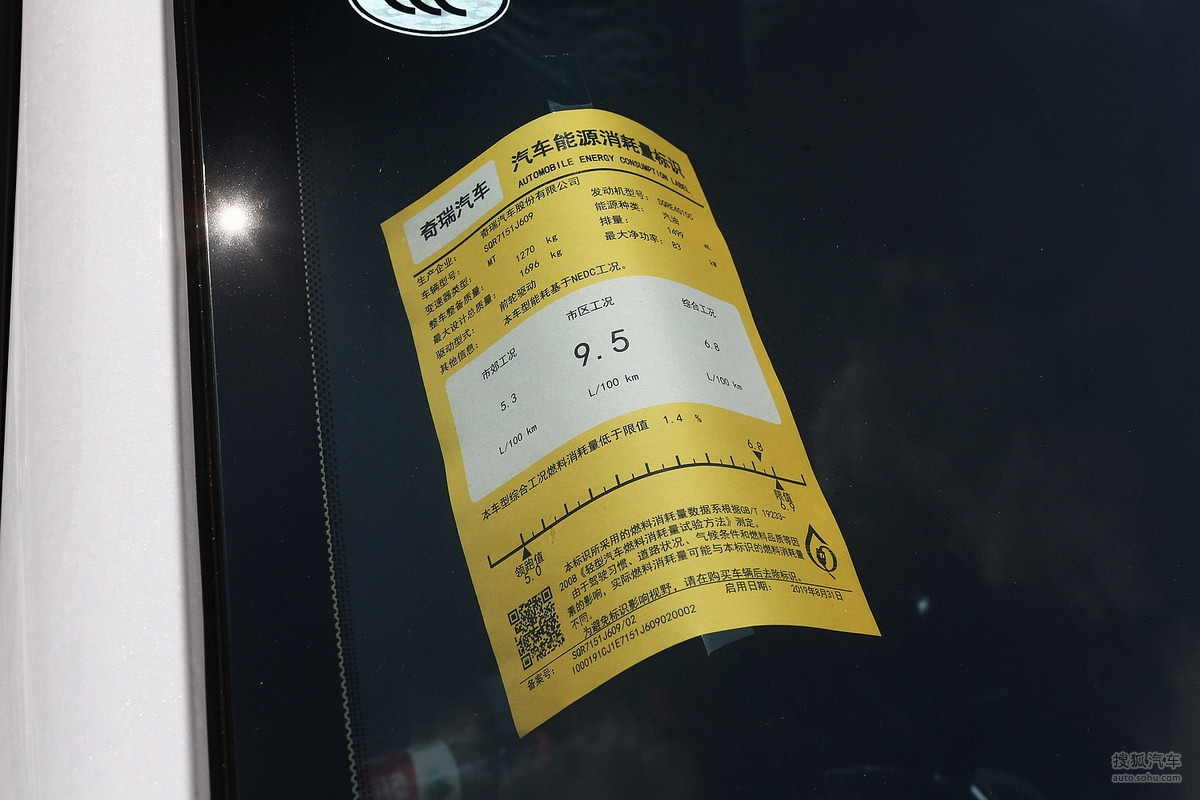 奇瑞汽车
汽车能源消耗量标识
AUTOMOBILE ENERGY CONSUMPTION LABEL
生产企业: 奇瑞汽车股份有限公司
车辆型号: SQR7151J609 发动机型号:
变速器类型: MT 能源种类: 汽油
整车整备质量: 1270 kg 排量: 1499 mL
最大设计总质量: 1696 kg 最大净功率: 83 kW
驱动型式: 前轮驱动
其他信息: 本车型能耗基于NEDC工况。
市郊工况 市区工况 综合工况
5.3 9.5 6.8
L/100 km L/100 km L/100 km
本车型综合工况燃料消耗量低于限值 1.4 %
6.8
领跑值 5.0
限值 6.9
本标识所采用的燃料消耗量数据系根据GB/T 19233-
2008《轻型汽车燃料消耗量试验方法》测定。
由于驾驶习惯、道路状况、气候条件和燃料品质等因
素的影响，实际燃料消耗量可能与本标识的燃料消耗量
不同。
为避免标识影响视野，请在购买车辆后去除标识。
SQR7151J609/02 启用日期: 2019年8月31日
备案号: I000191CJ1E7151J609020002
搜狐汽车
auto.sohu.com